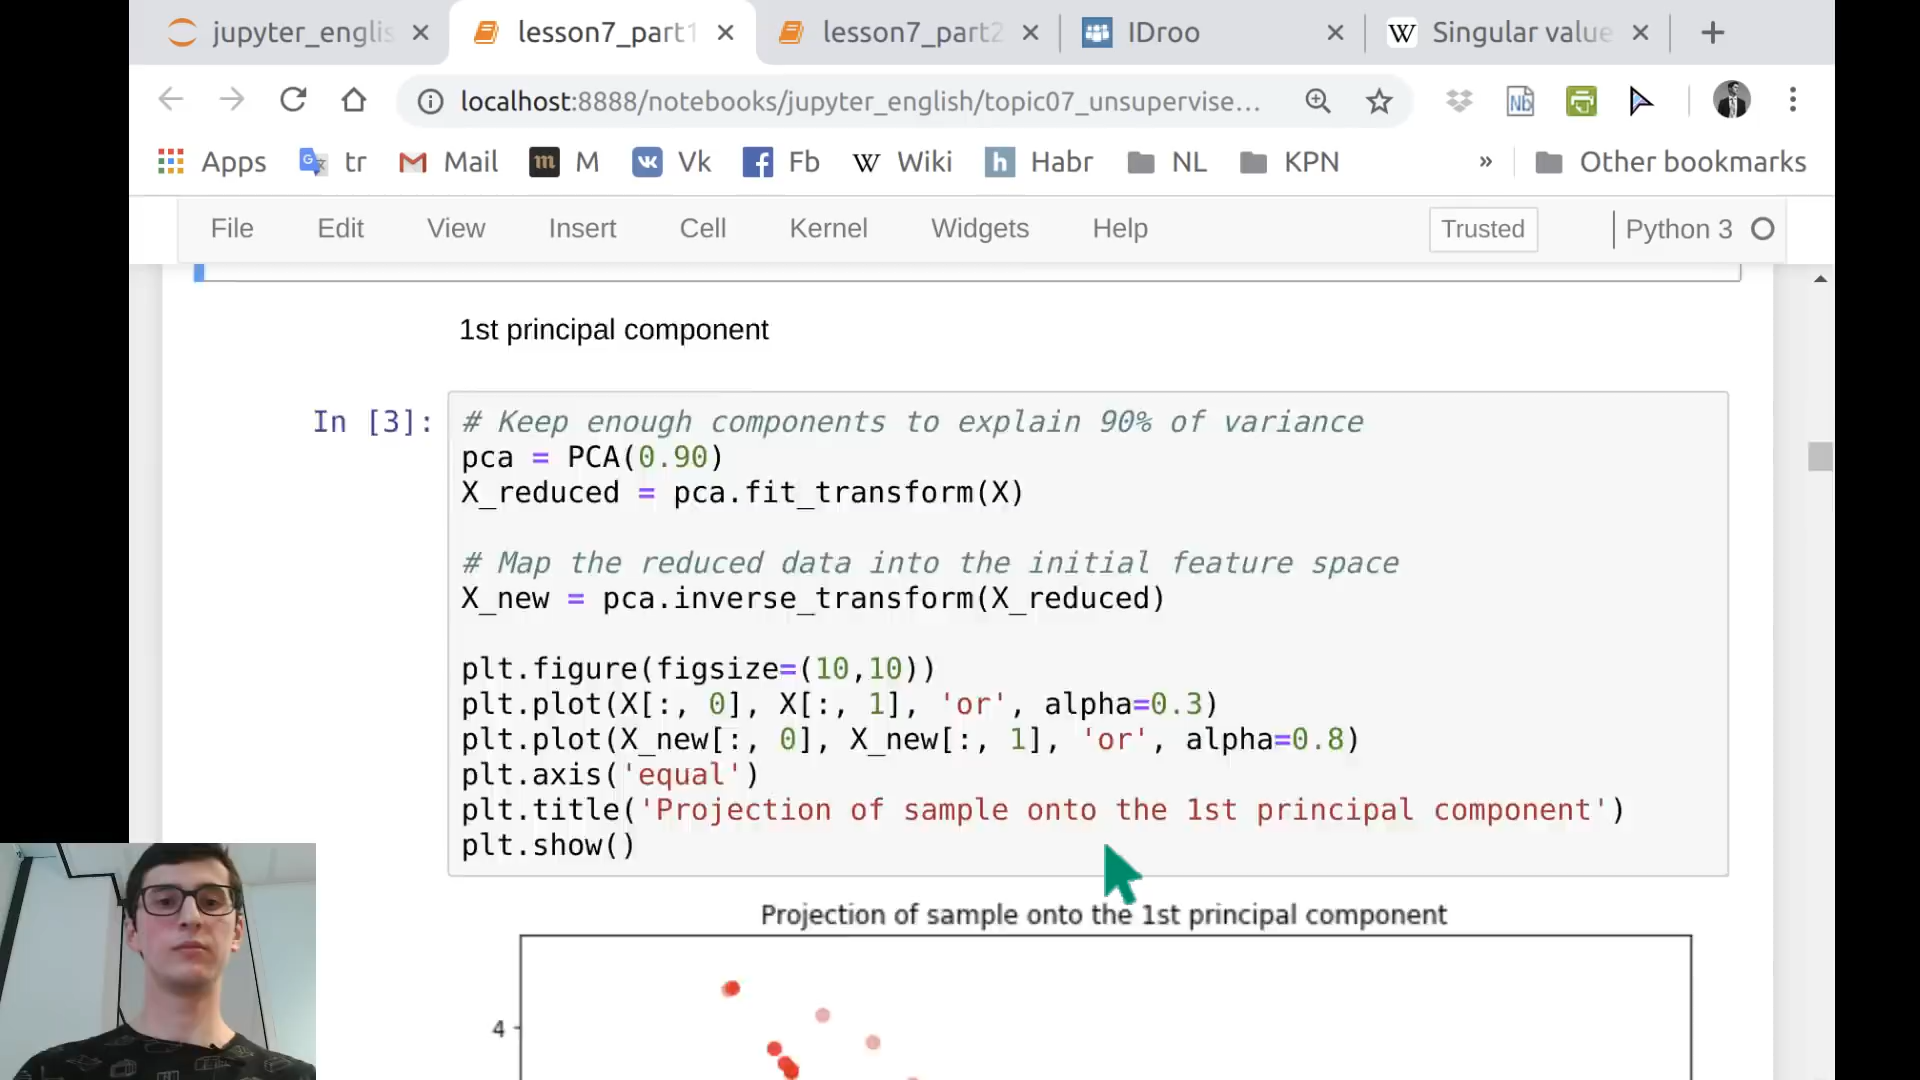 jupyter_englis
lesson7_part1
lesson7_part2
IDroo
W Singular value
localhost:8888/notebooks/jupyter_english/topic07_unsupervise...
Nb
Apps
tr
m M
Mail
Vk
Fb
W Wiki
h Habr
NL
KPN
»
Other bookmarks
File Edit View Insert Cell Kernel Widgets Help
Trusted
Python 3
1st principal component
In [3]:
# Keep enough components to explain 90% of variance
pca = PCA(0.90)
X_reduced = pca.fit_transform(X)
# Map the reduced data into the initial feature space
X_new = pca.inverse_transform(X_reduced)
plt.figure(figsize=(10,10))
plt.plot(X[:, 0], X[:, 1], 'or', alpha=0.3)
plt.plot(X_new[:, 0], X_new[:, 1], 'or', alpha=0.8)
plt.axis('equal')
plt.title('Projection of sample onto the 1st principal component')
plt.show()
Projection of sample onto the 1st principal component
4